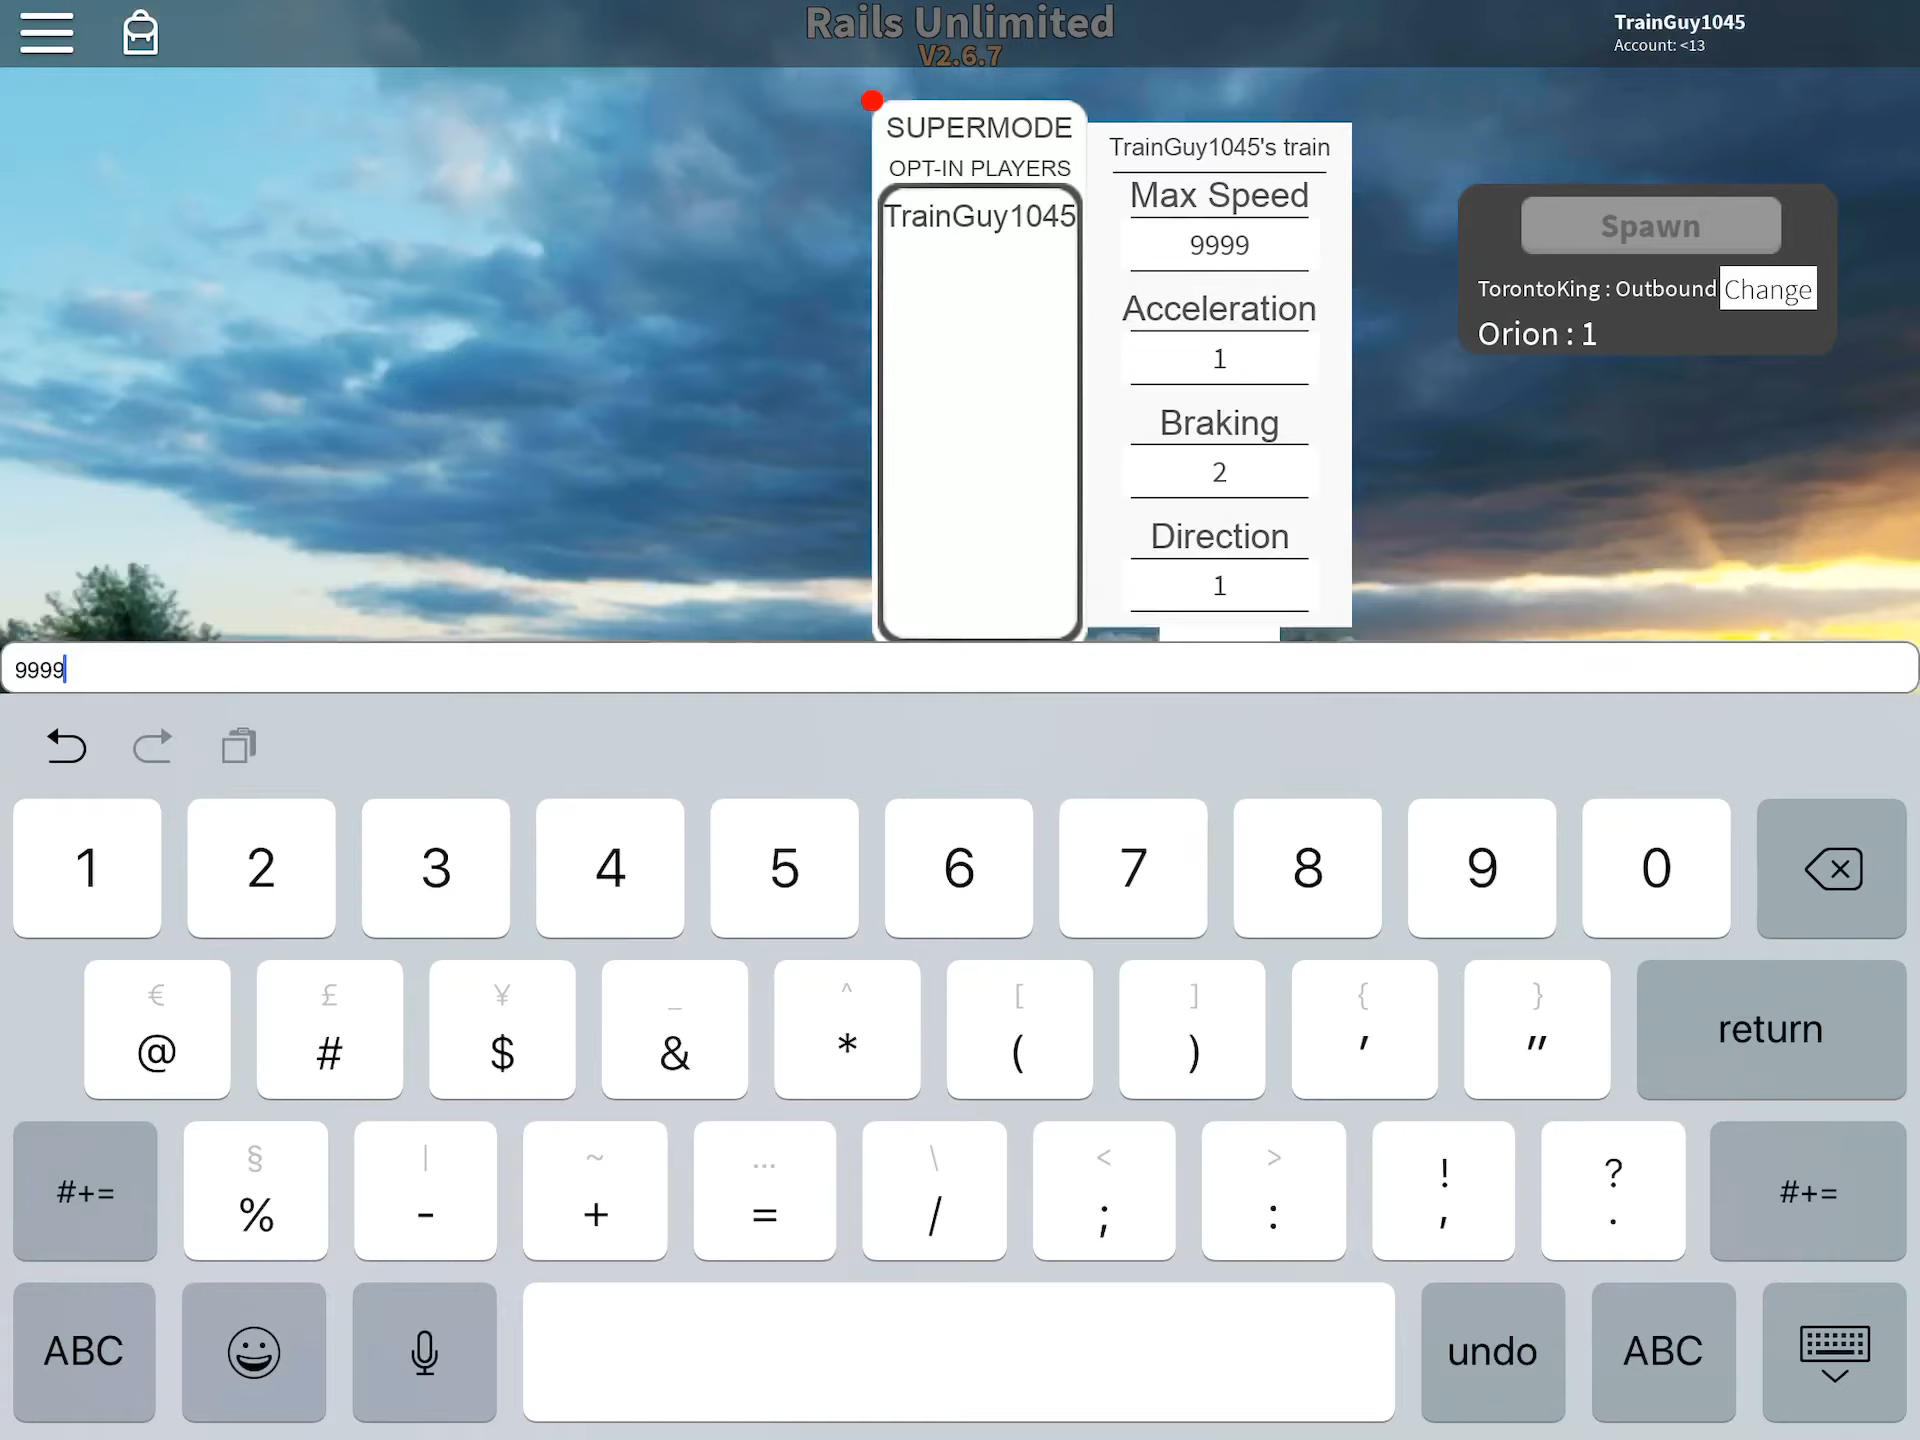 Rails Unlimited
V2.6.7
TrainGuy1045
Account: <13
SUPERMODE
OPT-IN PLAYERS
TrainGuy1045
TrainGuy1045's train
Max Speed
9999
Acceleration
1
Braking
2
Direction
1
Spawn
TorontoKing : Outbound Change
Orion : 1
9999
1 2 3 4 5 6 7 8 9 0
€ £ ¥ _ ^ [ ] { }
@ # $ & * ( ) ' " return
§ | ~ … \ < > ! ?
#+= % - + = / ; : , . #+=
ABC undo ABC